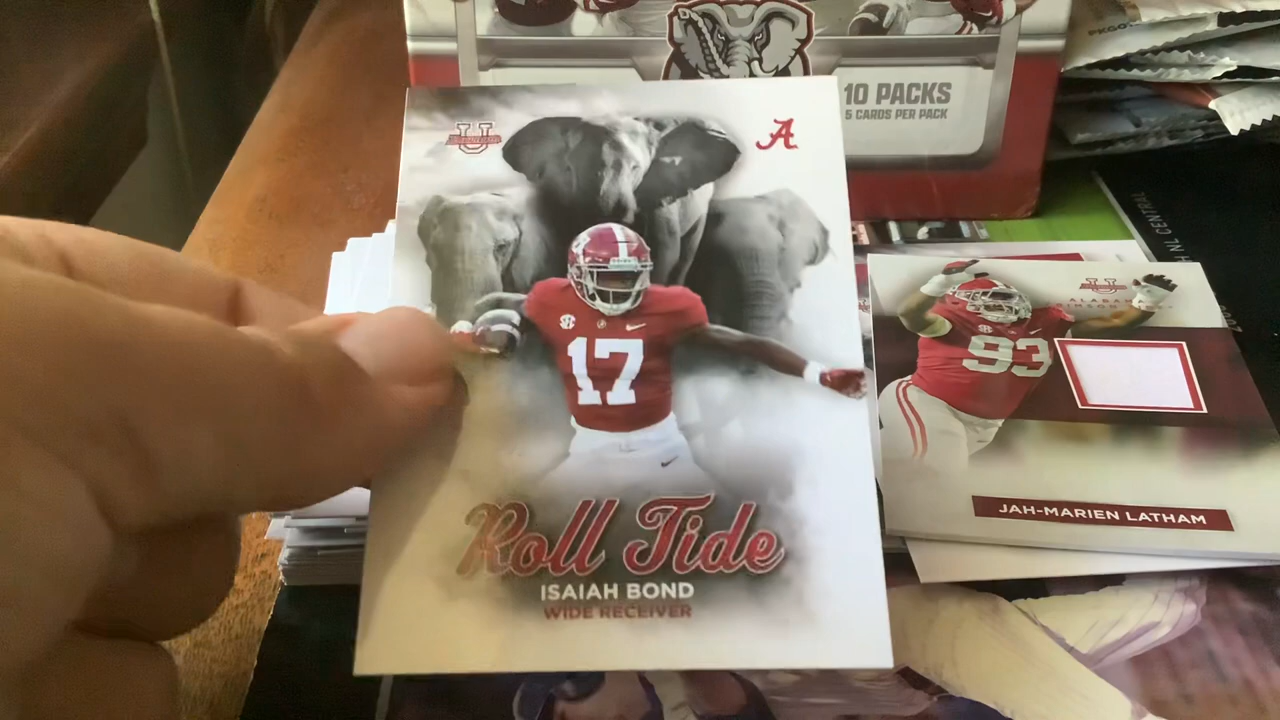 10 PACKS
5 CARDS PER PACK
U
A
17
Roll Tide
ISAIAH BOND
WIDE RECEIVER
U
93
JAH-MARIEN LATHAM
NL CENTRAL